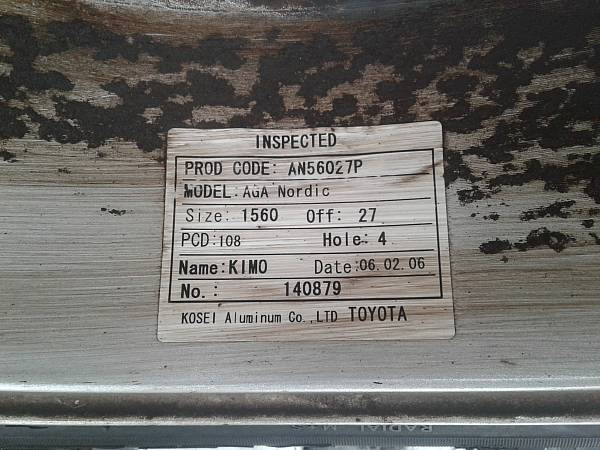 INSPECTED
PROD CODE: AN56027P
MODEL: AGA Nordic
Size: 1560 Off: 27
PCD:108 Hole: 4
Name:KIMO Date:06.02.06
No.: 140879
KOSEI Aluminum Co.,LTD TOYOTA
RADIAL